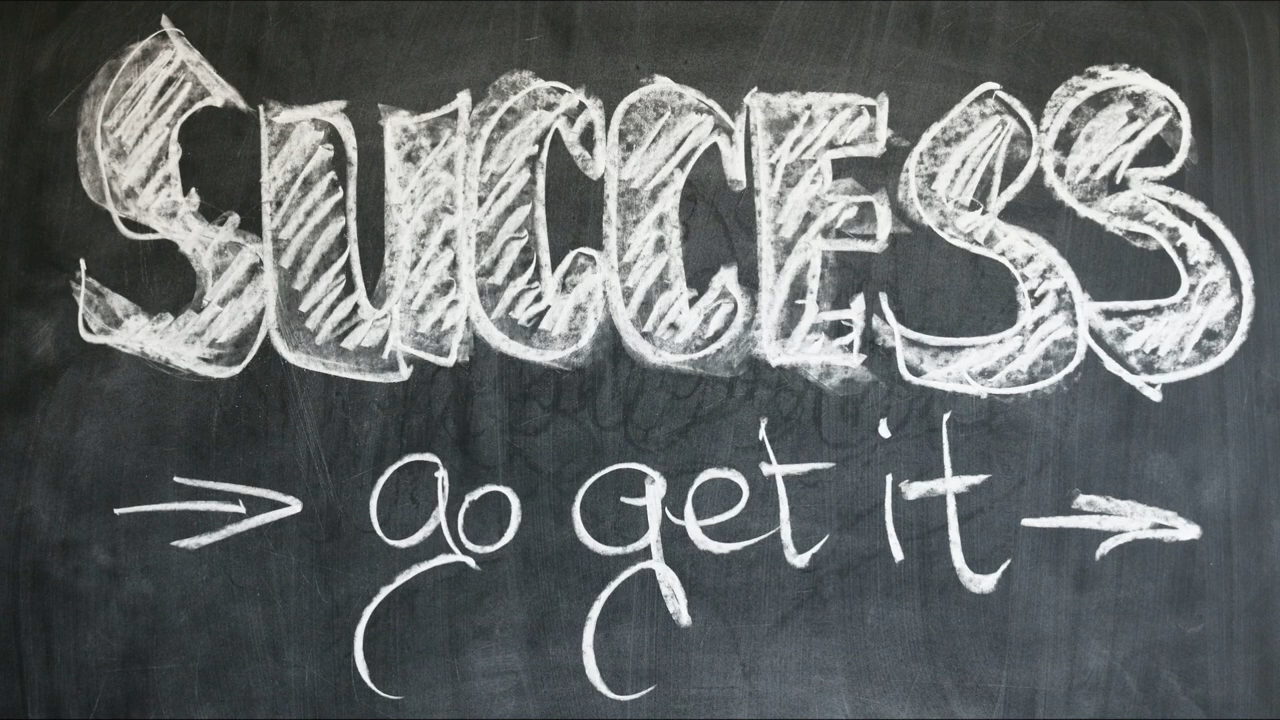 SUCCESS
→ go get it →